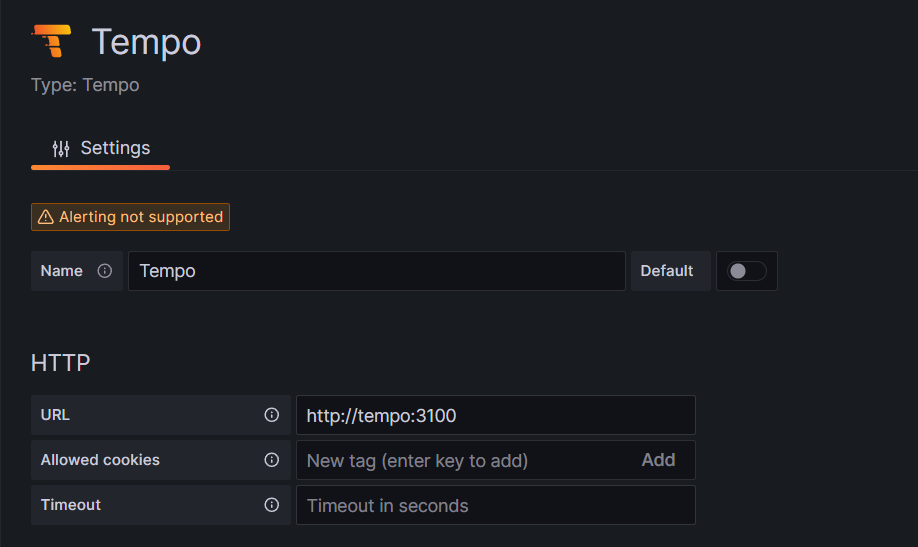 Tempo
Type: Tempo
Settings
Alerting not supported
Name Tempo Default
HTTP
URL http://tempo:3100
Allowed cookies New tag (enter key to add) Add
Timeout Timeout in seconds